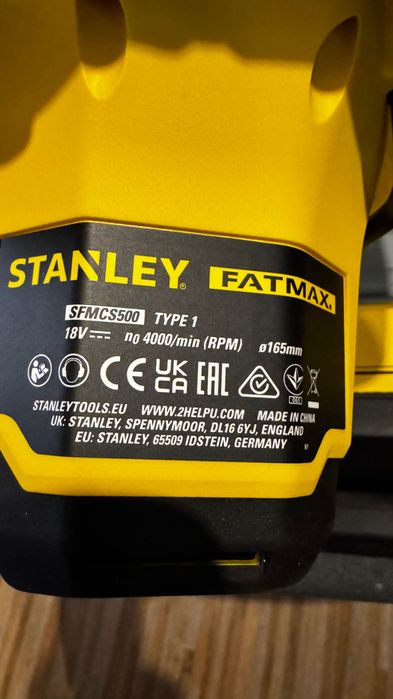 STANLEY® FATMAX®
SFMCS500 TYPE 1
18V n₀ 4000/min (RPM) ø165mm
CE UK CA EAC
STANLEYTOOLS.EU WWW.2HELPU.COM MADE IN CHINA
UK: STANLEY, SPENNYMOOR, DL16 6YJ, ENGLAND
EU: STANLEY, 65509 IDSTEIN, GERMANY